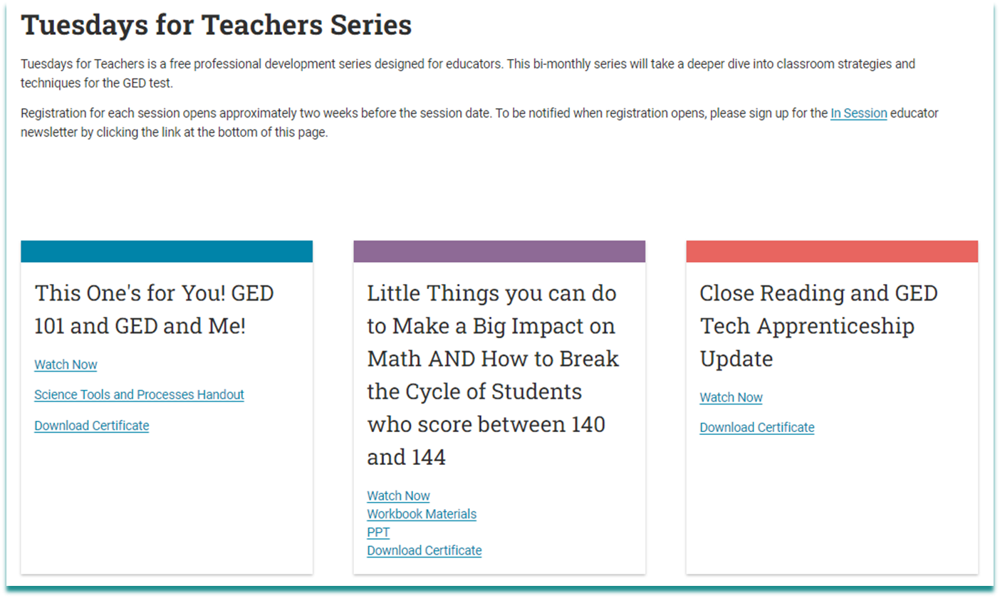 Tuesdays for Teachers Series
Tuesdays for Teachers is a free professional development series designed for educators. This bi-monthly series will take a deeper dive into classroom strategies and
techniques for the GED test.
Registration for each session opens approximately two weeks before the session date. To be notified when registration opens, please sign up for the In Session educator
newsletter by clicking the link at the bottom of this page.
This One's for You! GED
101 and GED and Me!
Watch Now
Science Tools and Processes Handout
Download Certificate
Little Things you can do
to Make a Big Impact on
Math AND How to Break
the Cycle of Students
who score between 140
and 144
Watch Now
Workbook Materials
PPT
Download Certificate
Close Reading and GED
Tech Apprenticeship
Update
Watch Now
Download Certificate